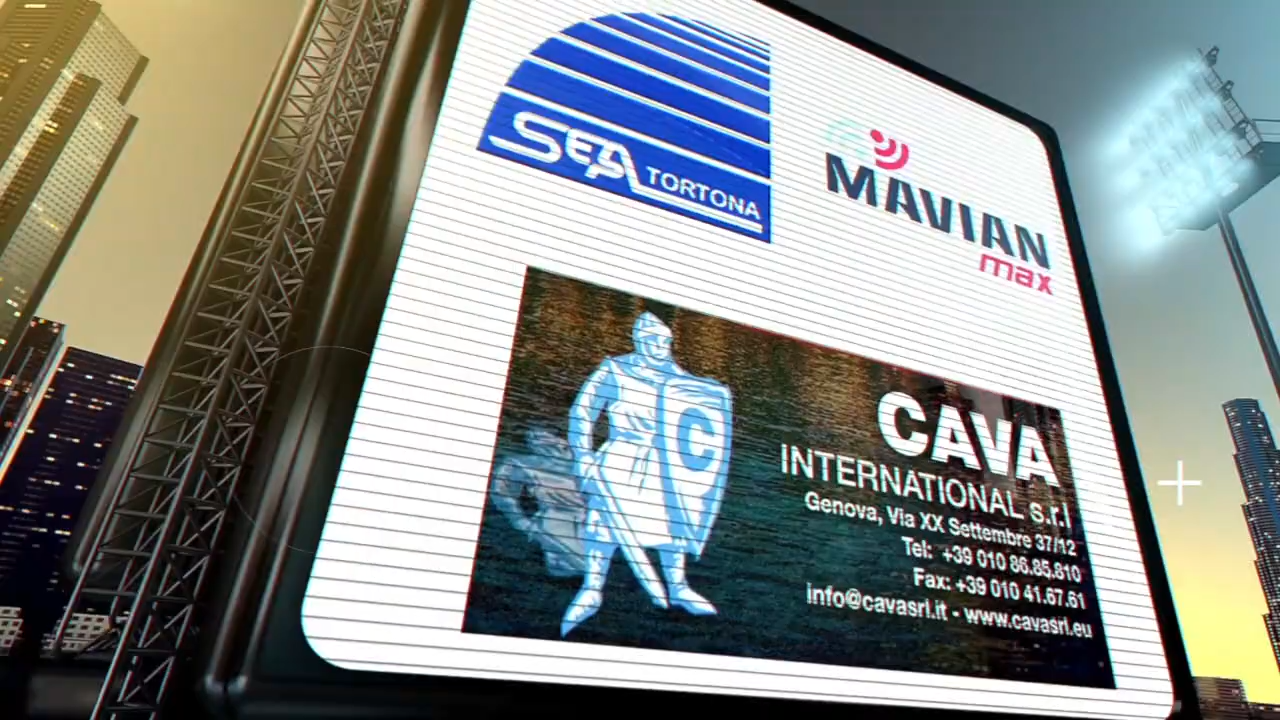 SEA TORTONA
MAVIAN
max
C
CAVA
INTERNATIONAL s.r.l
Genova, Via XX Settembre 37/12
Tel: +39 010 86.85.810
Fax: +39 010 41.67.61
info@cavasrl.it - www.cavasrl.eu